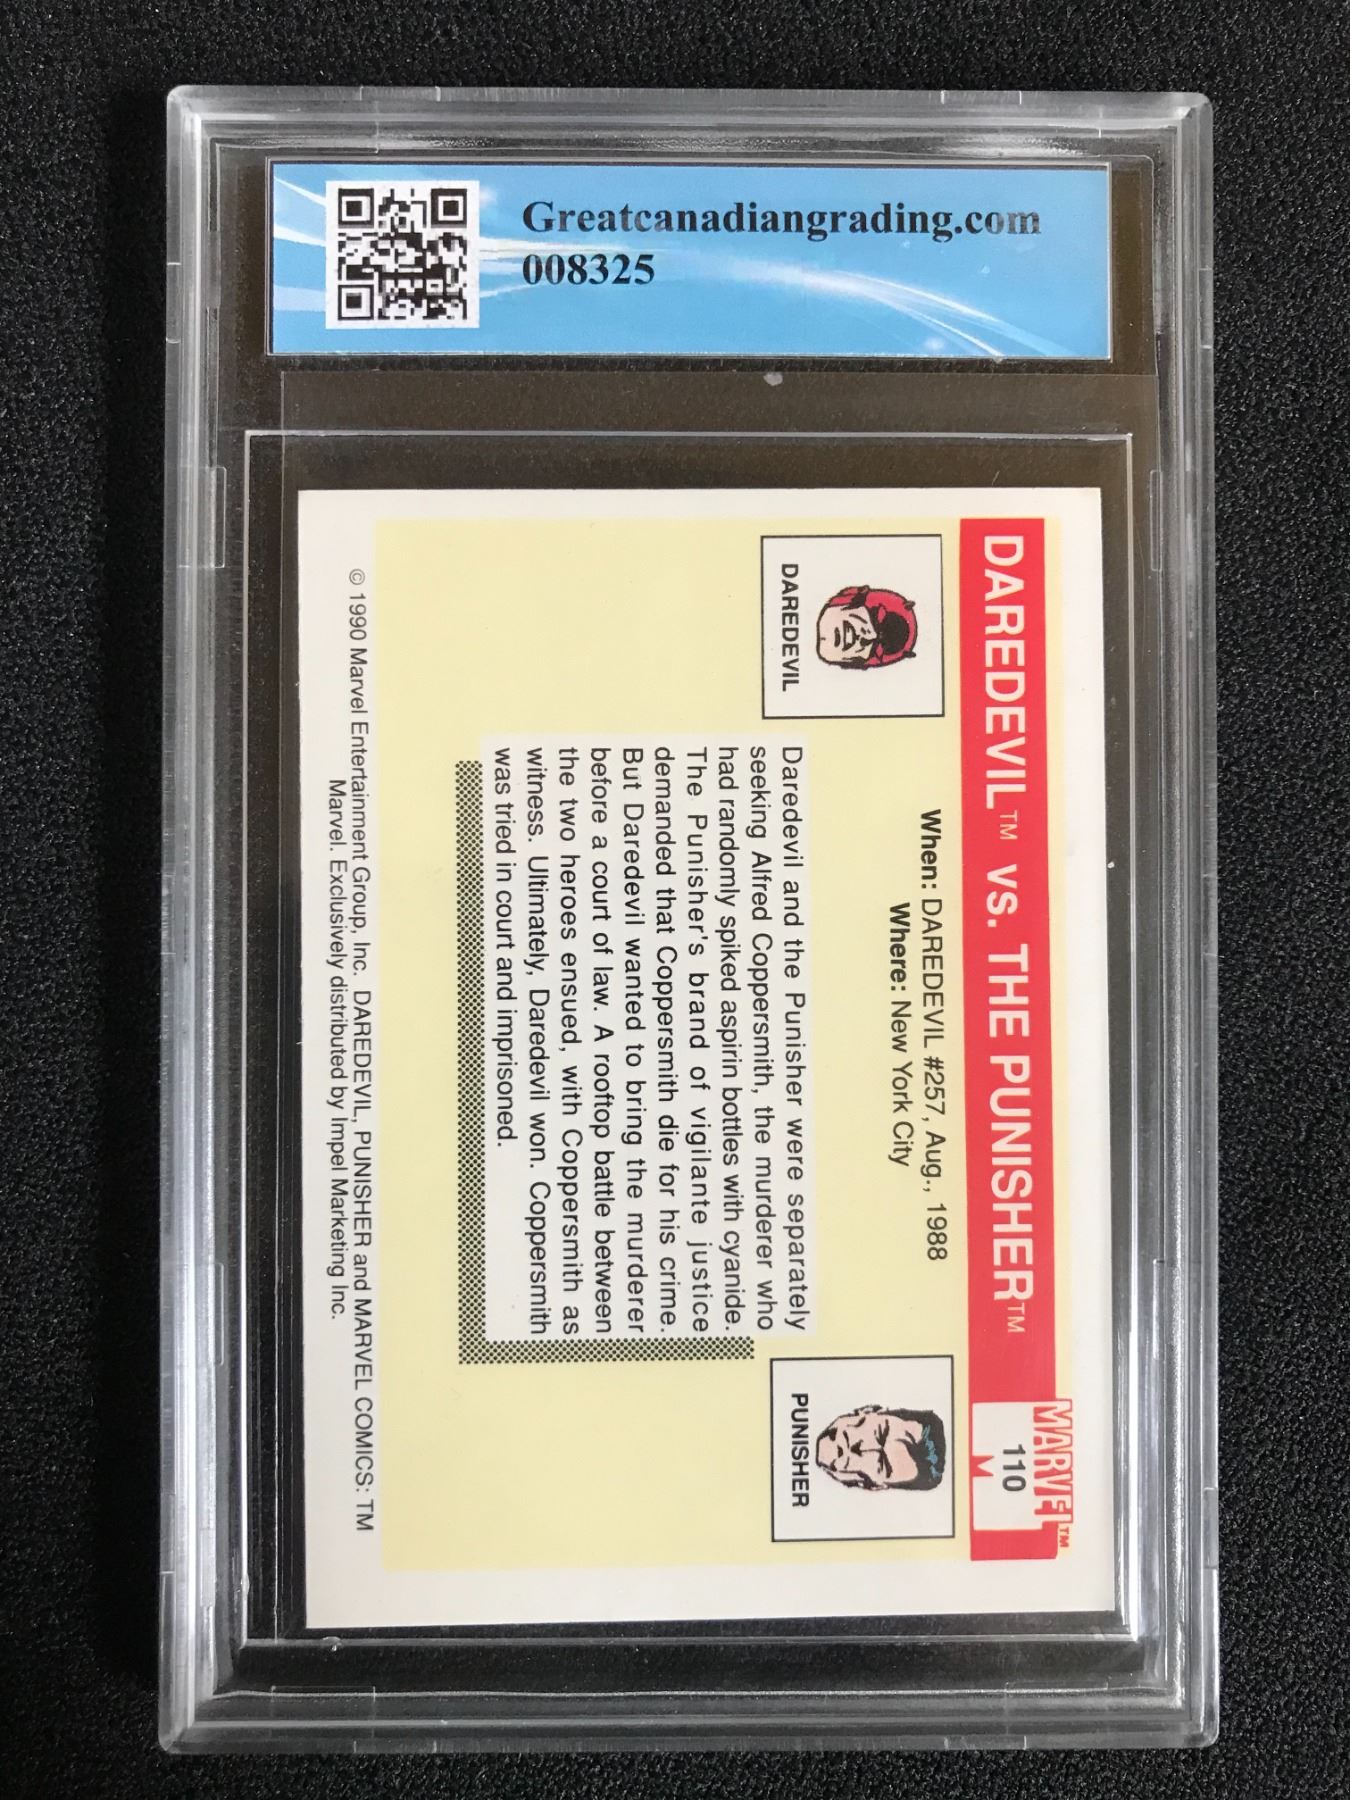 Greatcanadiangrading.com
008325
DAREDEVIL™ vs. THE PUNISHER™
MARVEL™
110
M
When: DAREDEVIL #257, Aug., 1988
Where: New York City
DAREDEVIL
PUNISHER
Daredevil and the Punisher were separately
seeking Alfred Coppersmith, the murderer who
had randomly spiked aspirin bottles with cyanide.
The Punisher's brand of vigilante justice
demanded that Coppersmith die for his crime.
But Daredevil wanted to bring the murderer
before a court of law. A rooftop battle between
the two heroes ensued, with Coppersmith as
witness. Ultimately, Daredevil won. Coppersmith
was tried in court and imprisoned.
© 1990 Marvel Entertainment Group, Inc. DAREDEVIL, PUNISHER and MARVEL COMICS: TM
Marvel. Exclusively distributed by Impel Marketing Inc.